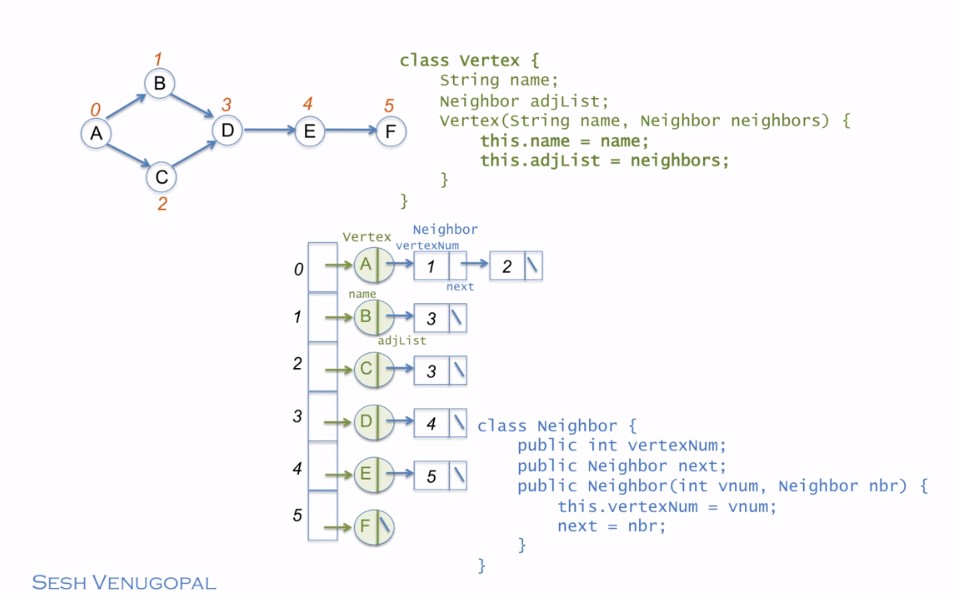 1
B
0
A
3
D
4
E
5
F
C
2
class Vertex {
String name;
Neighbor adjList;
Vertex(String name, Neighbor neighbors) {
this.name = name;
this.adjList = neighbors;
}
}
Vertex
Neighbor
vertexNum
0
A
1
2
next
name
1
B
3
adjList
2
C
3
3
D
4
4
E
5
5
F
class Neighbor {
public int vertexNum;
public Neighbor next;
public Neighbor(int vnum, Neighbor nbr) {
this.vertexNum = vnum;
next = nbr;
}
}
SESH VENUGOPAL